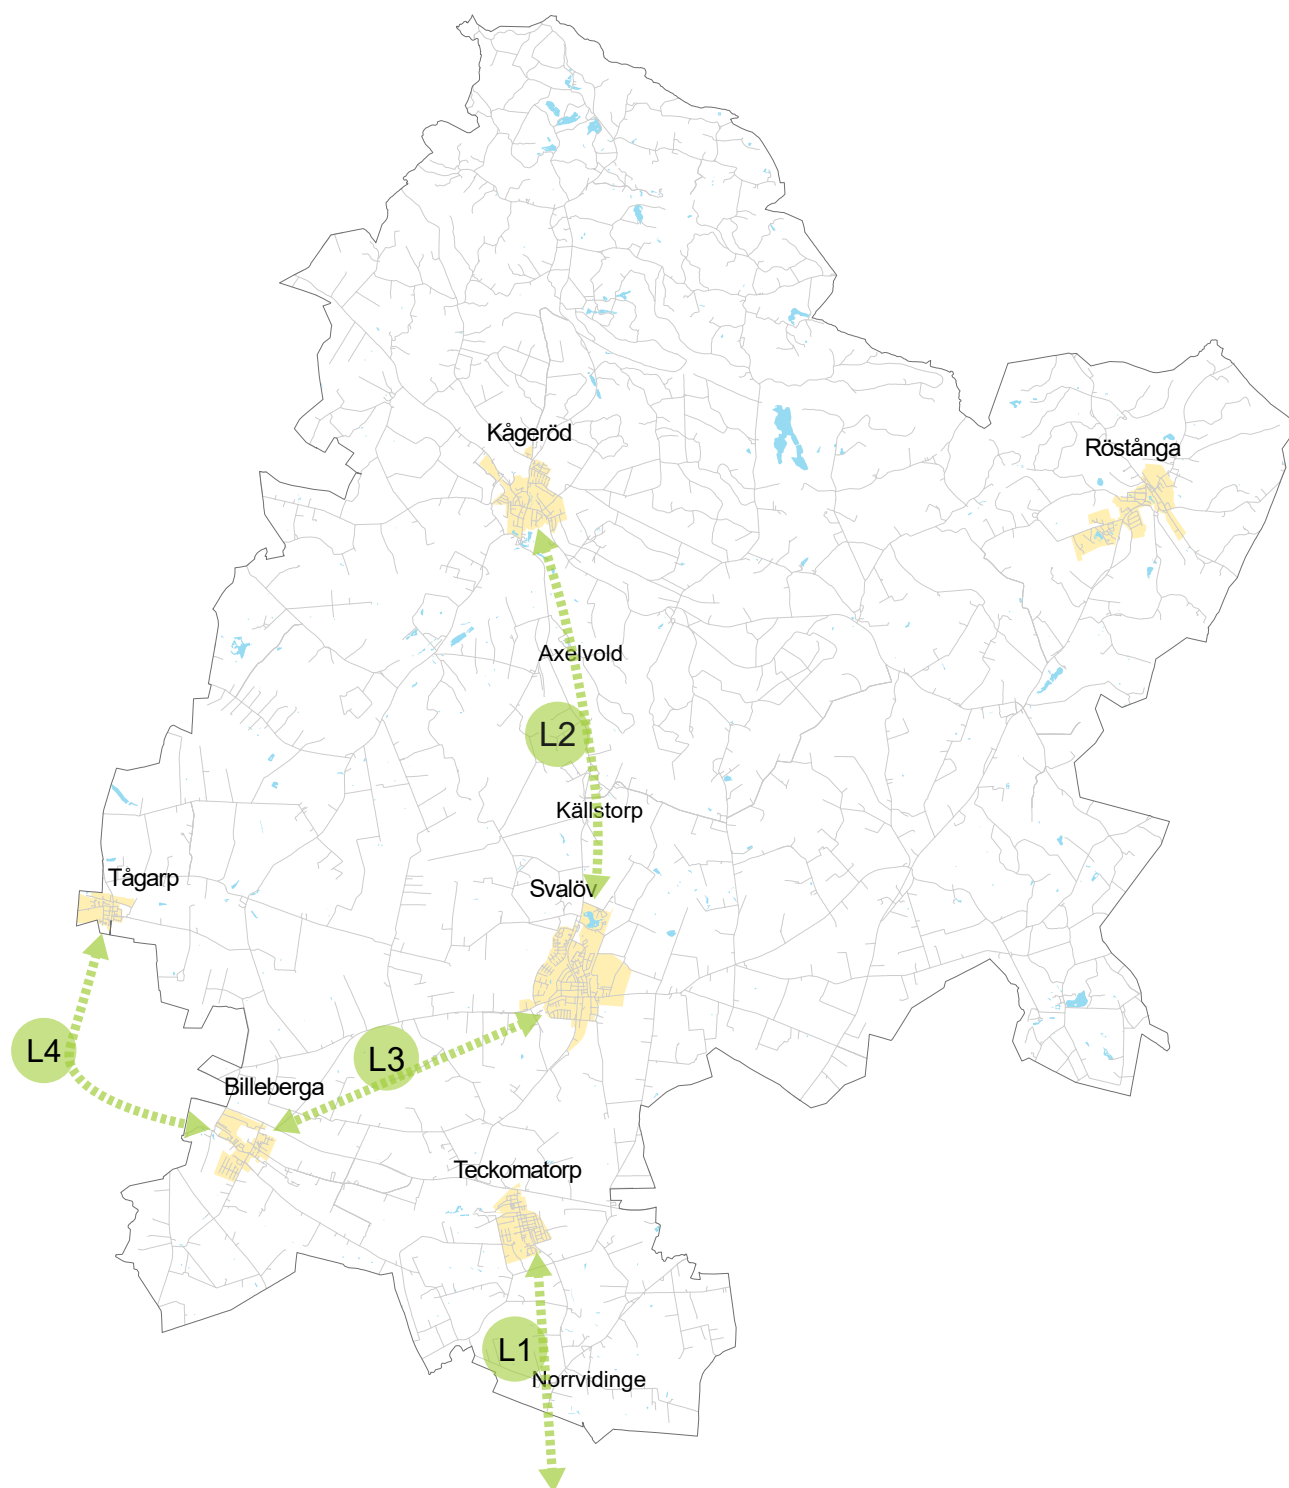 Kågeröd
Röstånga
Axelvold
L2
Källstorp
Tågarp
Svalöv
L4
L3
Billeberga
Teckomatorp
L1
Norrvidinge